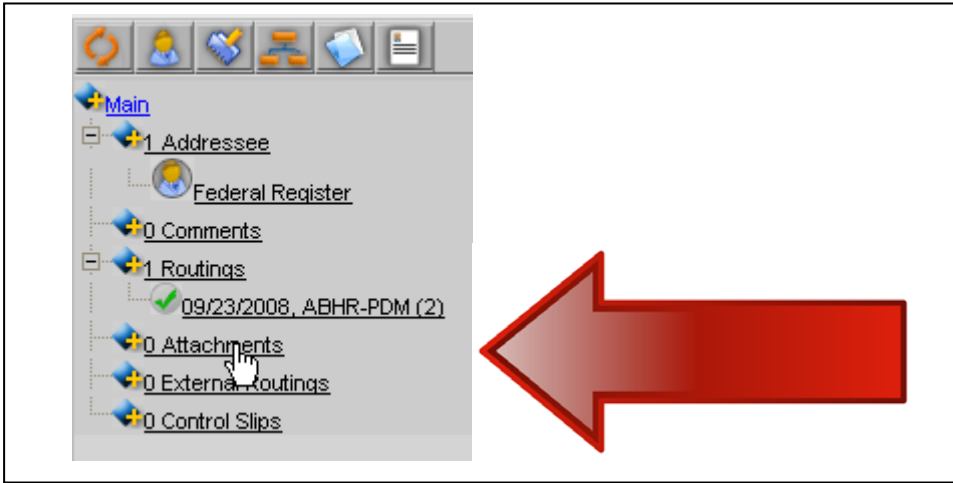 Main
1 Addressee
Federal Register
0 Comments
1 Routings
09/23/2008, ABHR-PDM (2)
0 Attachments
0 External Routings
0 Control Slips